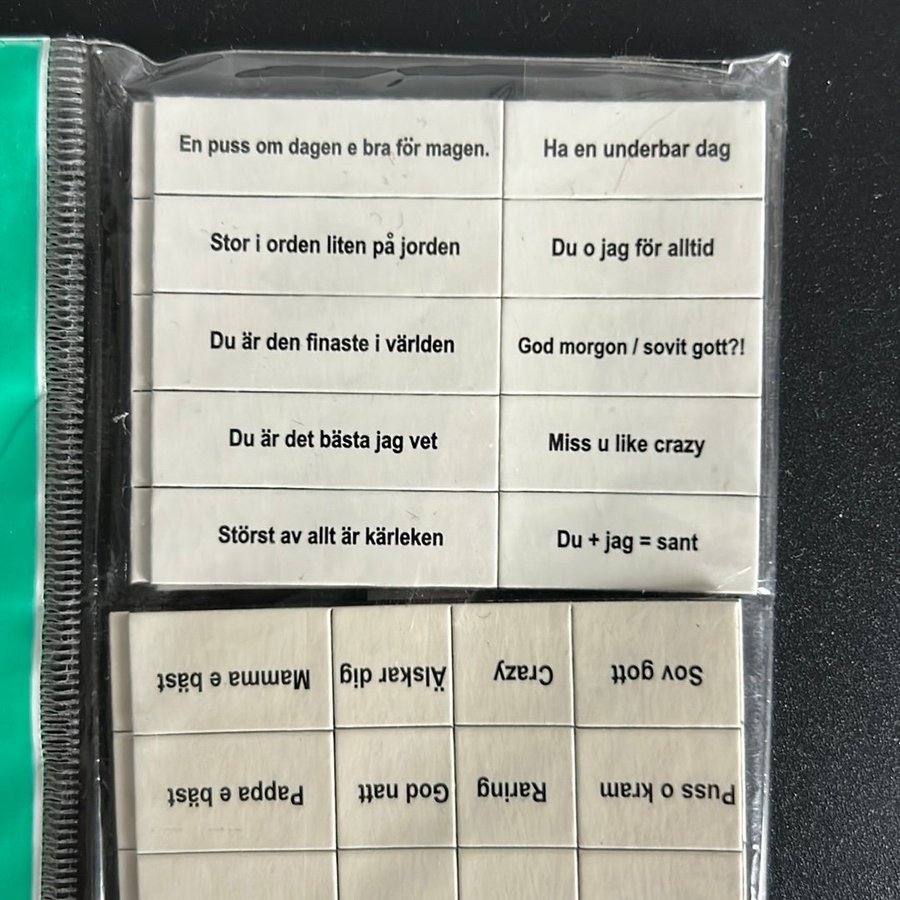 En puss om dagen e bra för magen.
Ha en underbar dag
Stor i orden liten på jorden
Du o jag för alltid
Du är den finaste i världen
God morgon / sovit gott?!
Du är det bästa jag vet
Miss u like crazy
Störst av allt är kärleken
Du + jag = sant
Mamma e bäst
Älskar dig
Crazy
Sov gott
Pappa e bäst
God natt
Raring
Puss o kram